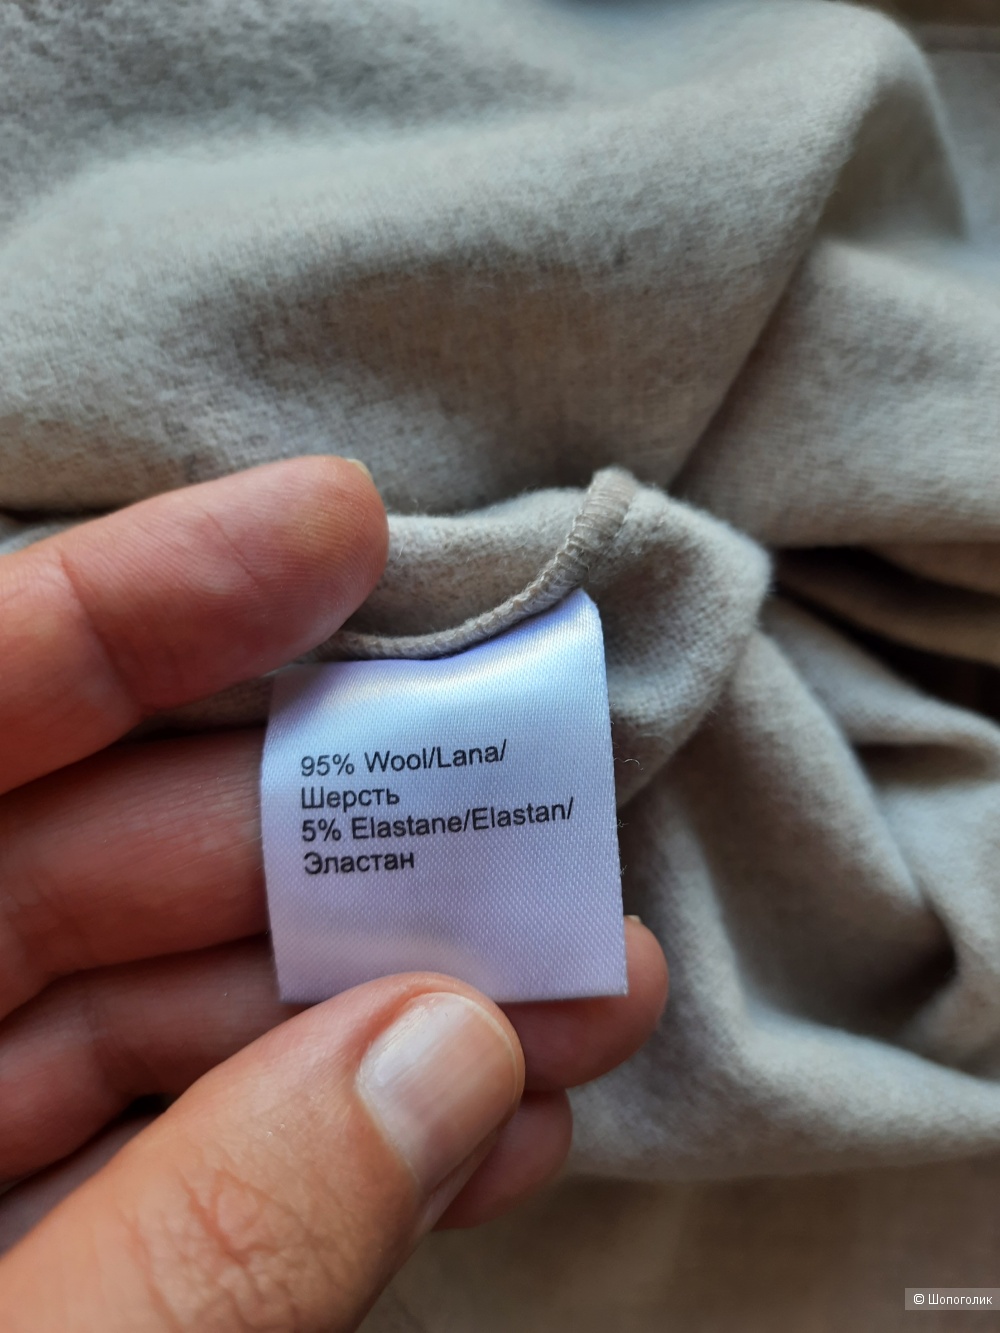 95% Wool/Lana/
Шерсть
5% Elastane/Elastan/
Эластан
© Шопоголик